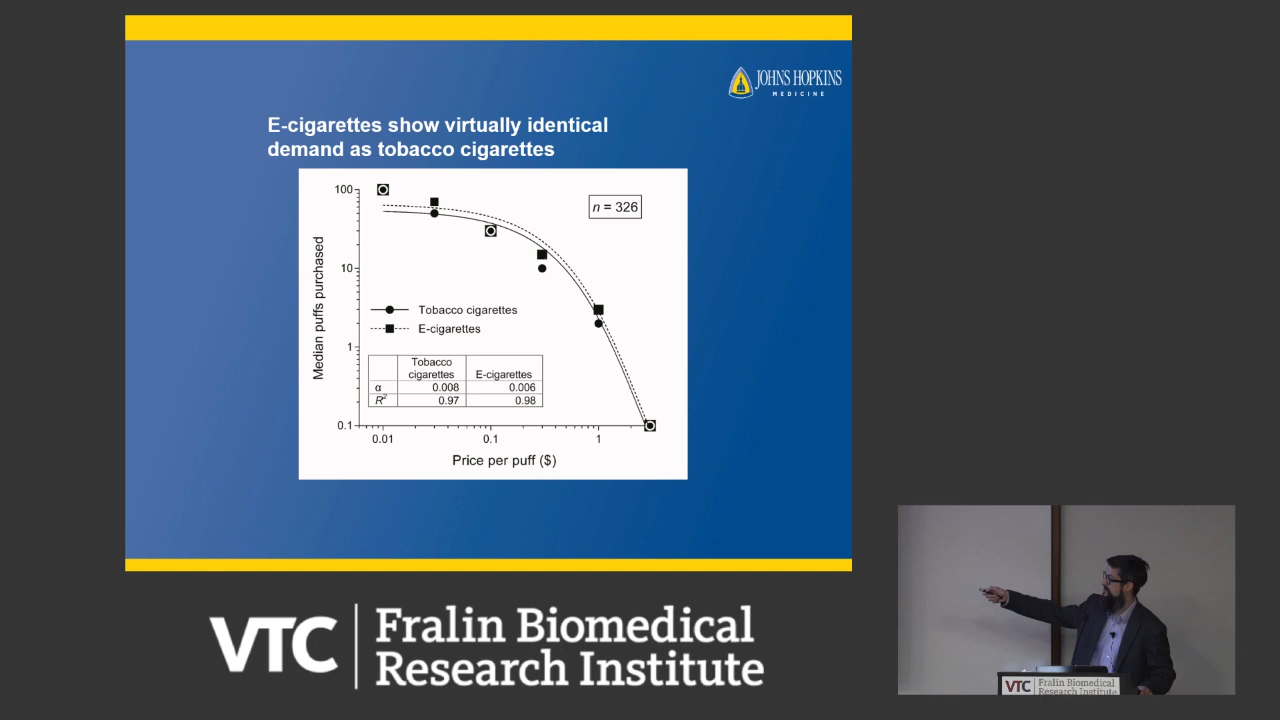 JOHNS HOPKINS
MEDICINE
E-cigarettes show virtually identical
demand as tobacco cigarettes
n = 326
Median puffs purchased
100
10
1
0.1
Tobacco cigarettes
E-cigarettes
Tobacco
cigarettes E-cigarettes
α 0.008 0.006
R² 0.97 0.98
0.01 0.1 1
Price per puff ($)
VTC Fralin Biomedical
Research Institute
VTC Fralin Biomedical
Research Institute